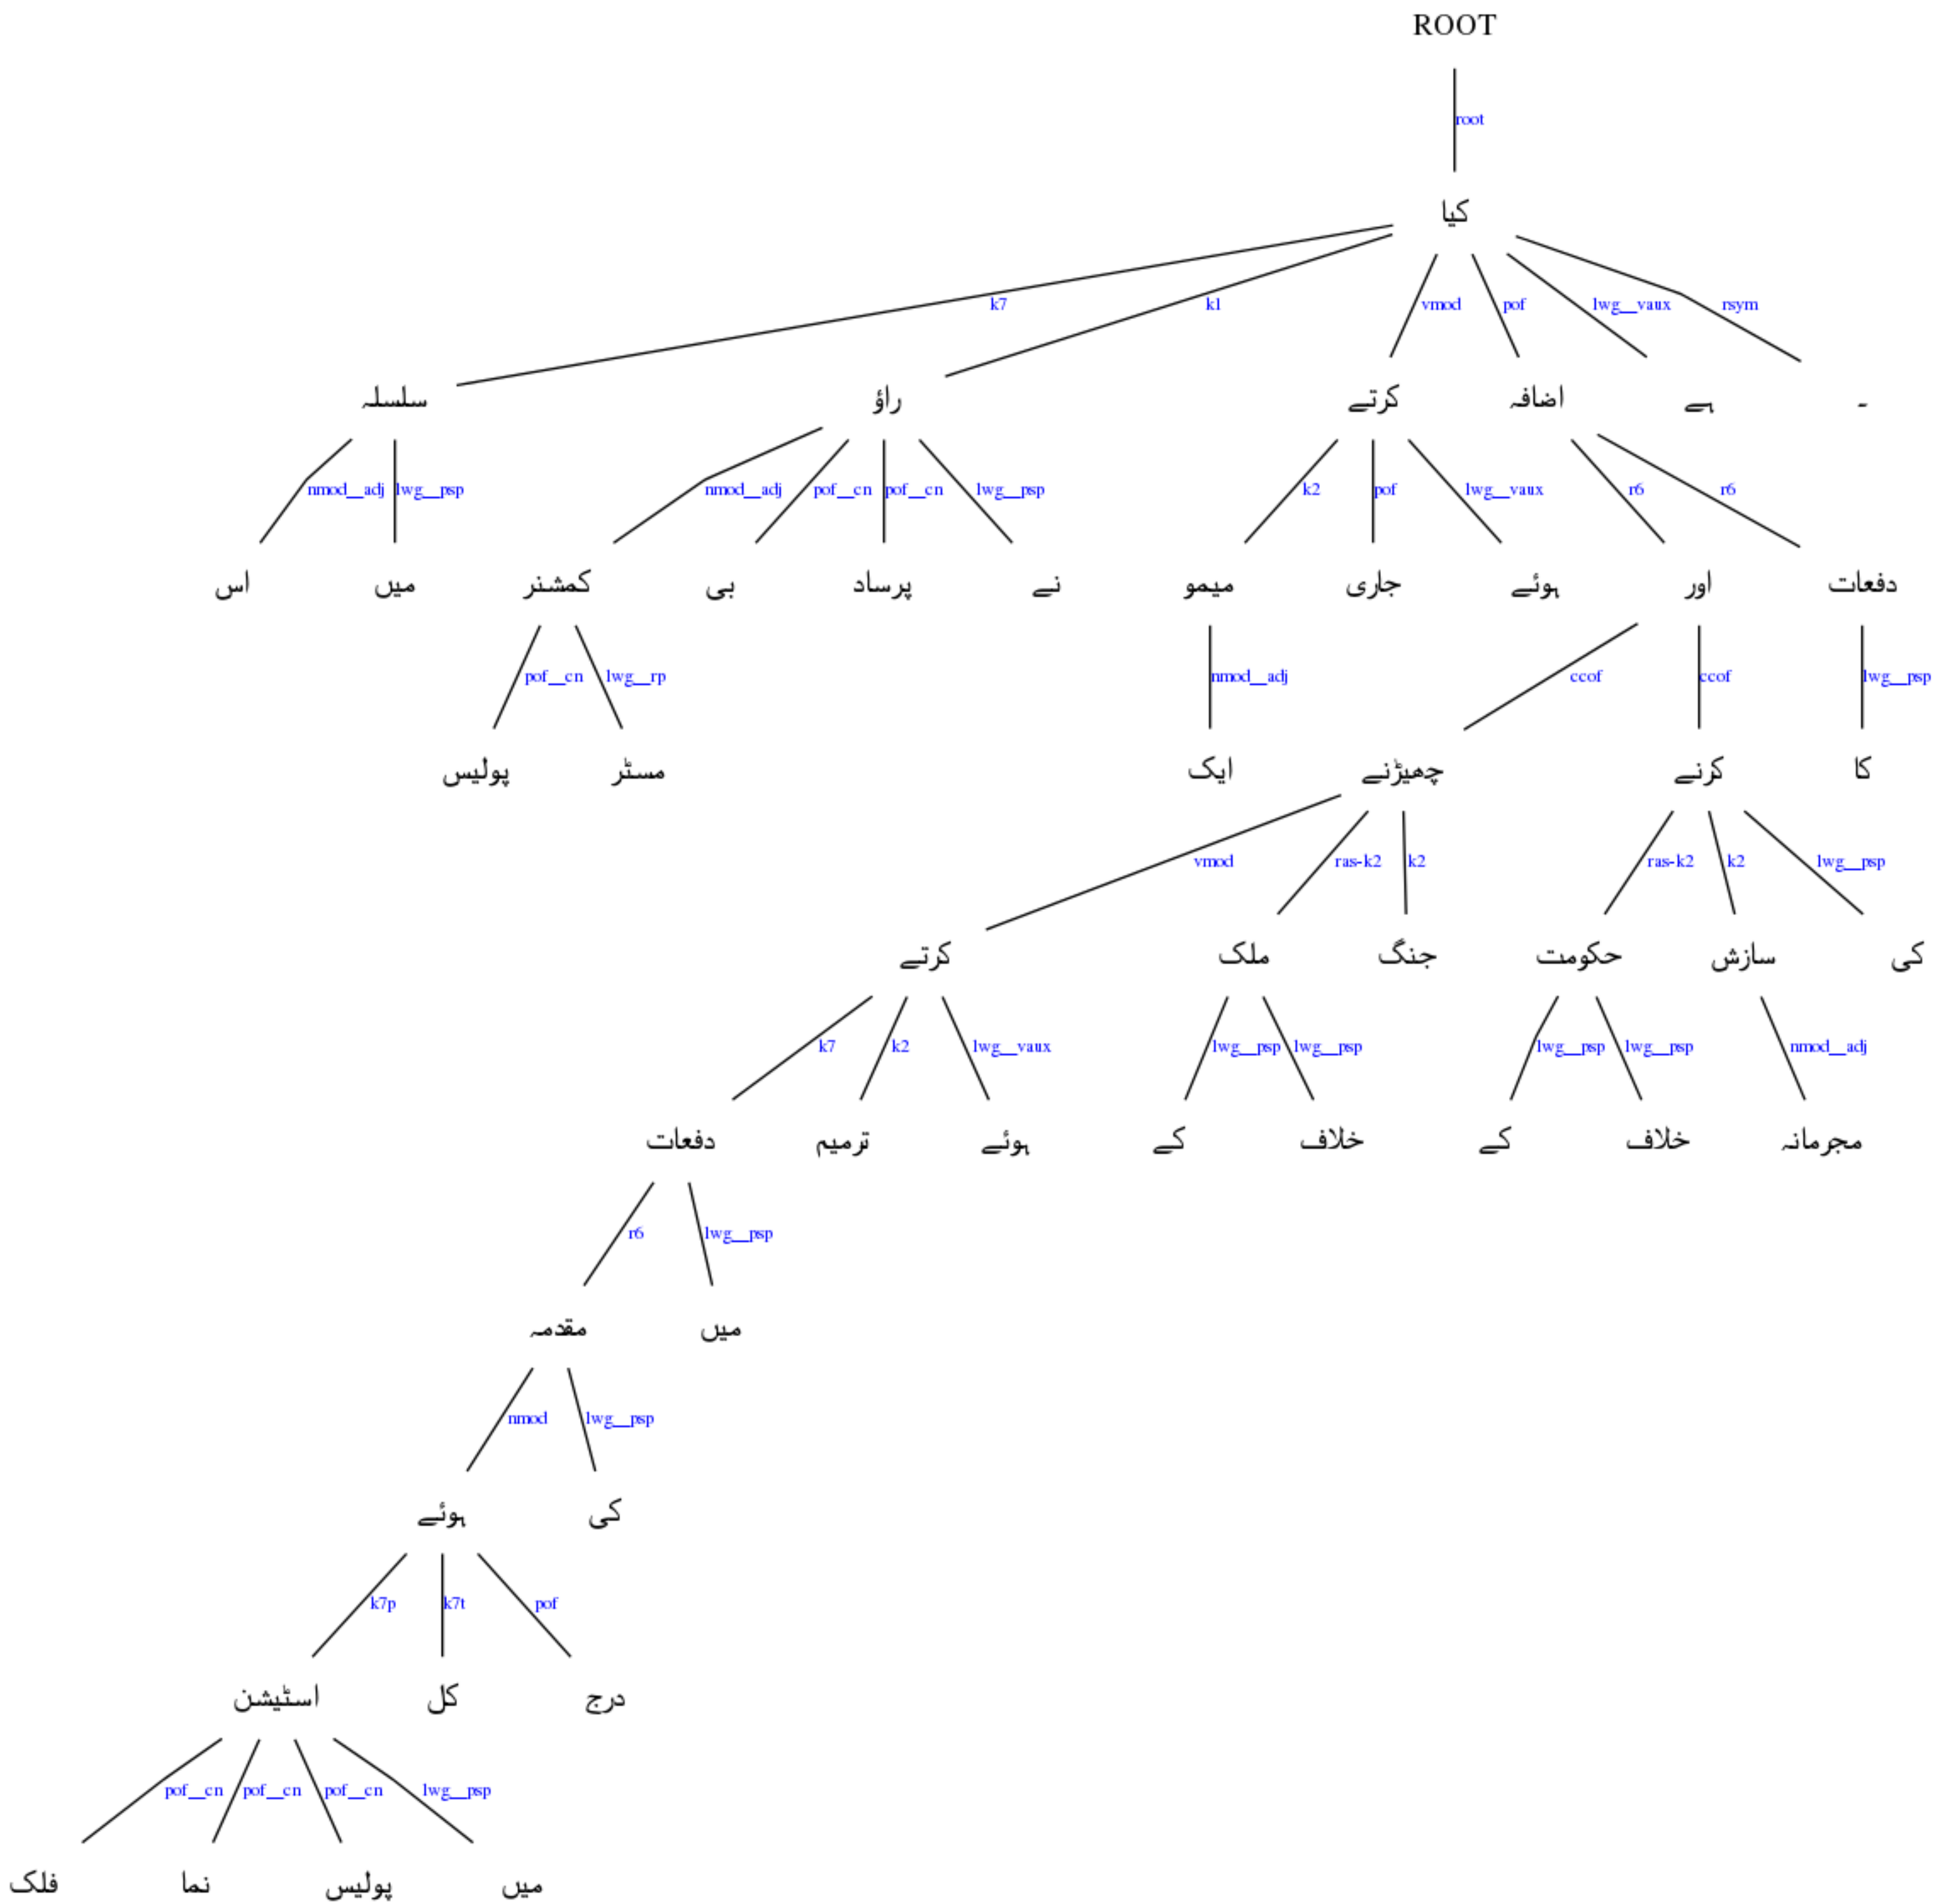 ROOT
root
کیا
k7 k1 vmod pof lwg__vaux rsym
سلسلہ راؤ کرتے اضافہ ہے ۔
nmod__adj lwg__psp nmod__adj pof__cn pof__cn lwg__psp k2 pof lwg__vaux r6 r6
اس میں کمشنر بی پرساد نے میمو جاری ہوئے اور دفعات
pof__cn lwg__rp nmod__adj ccof ccof lwg__psp
پولیس مسٹر ایک چھیڑنے کرنے کا
vmod ras-k2 k2 ras-k2 k2 lwg__psp
کرتے ملک جنگ حکومت سازش کی
k7 k2 lwg__vaux lwg__psp lwg__psp lwg__psp lwg__psp nmod__adj
دفعات ترمیم ہوئے کے خلاف کے خلاف مجرمانہ
r6 lwg__psp
مقدمہ میں
nmod lwg__psp
ہوئے کی
k7p k7t pof
اسٹیشن کل درج
pof__cn pof__cn pof__cn lwg__psp
فلک نما پولیس میں